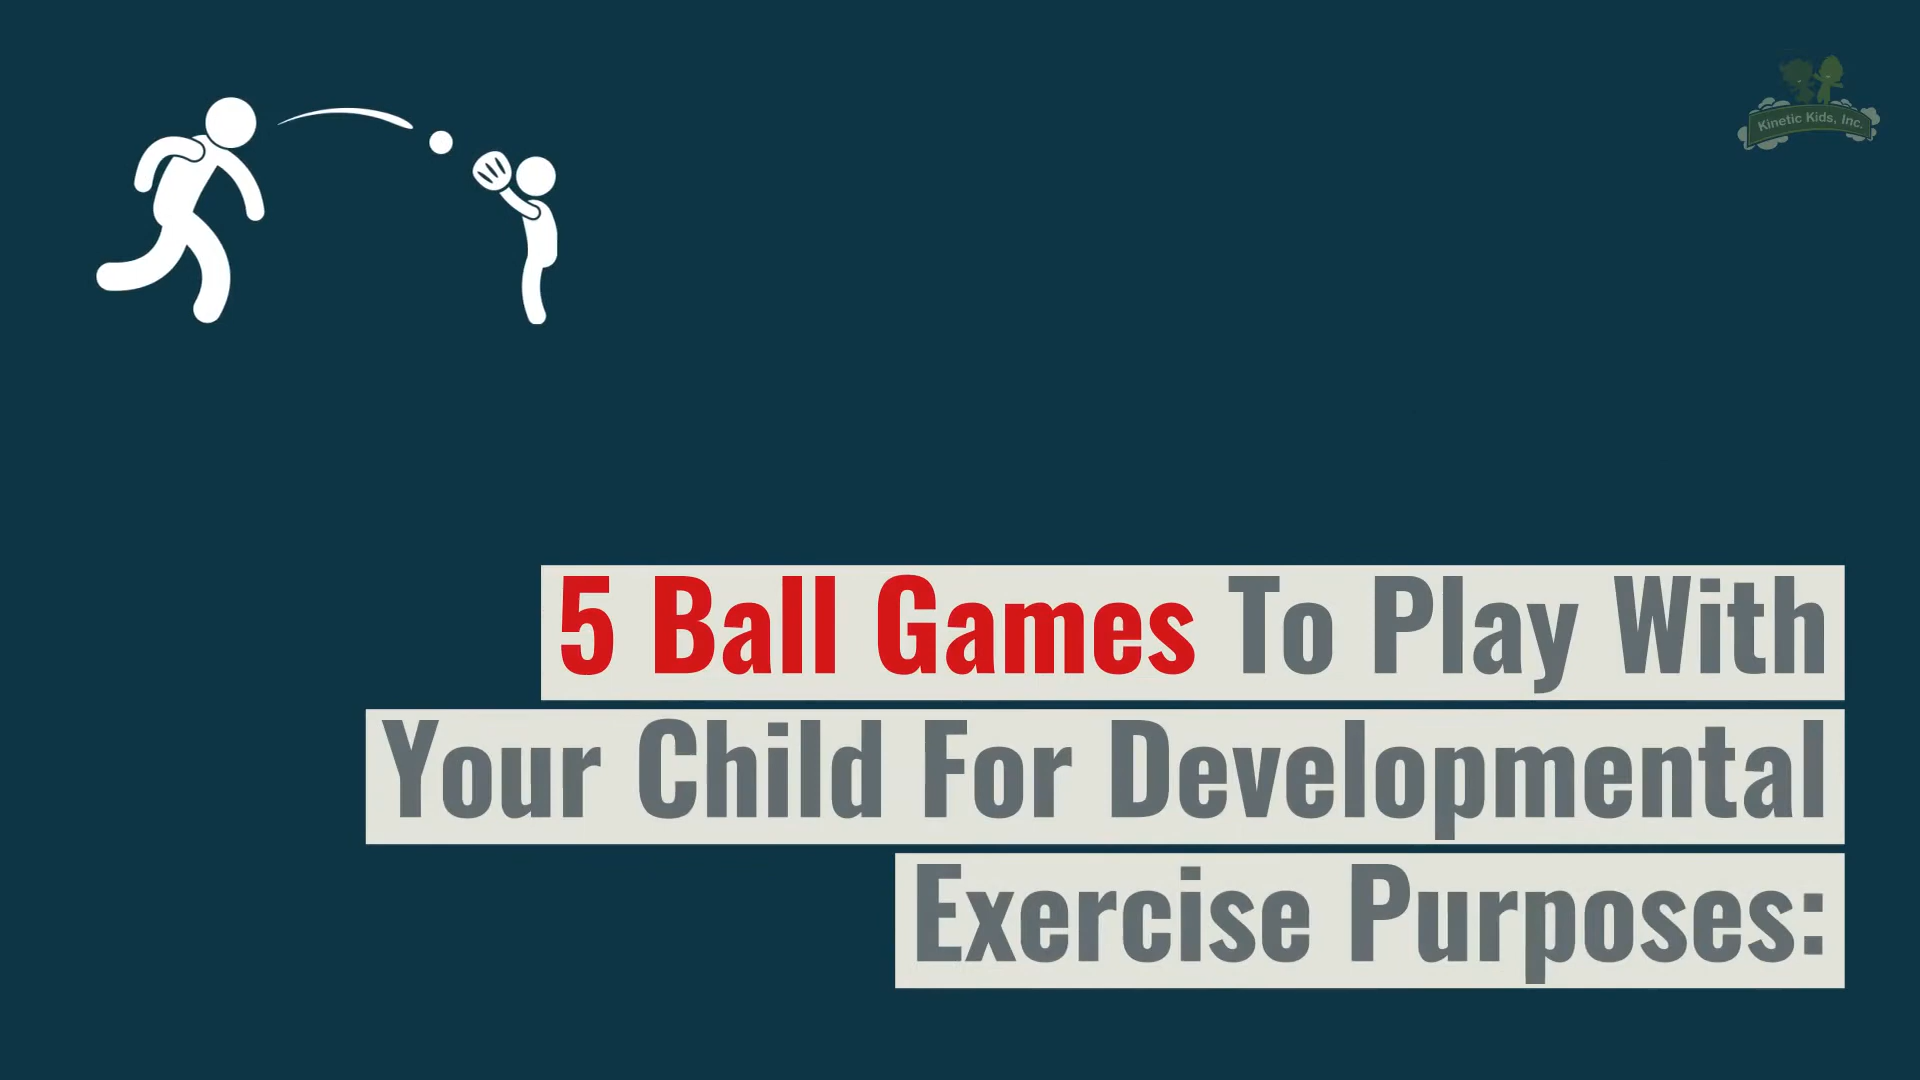 Kinetic Kids, Inc.
5 Ball Games To Play With
Your Child For Developmental
Exercise Purposes: